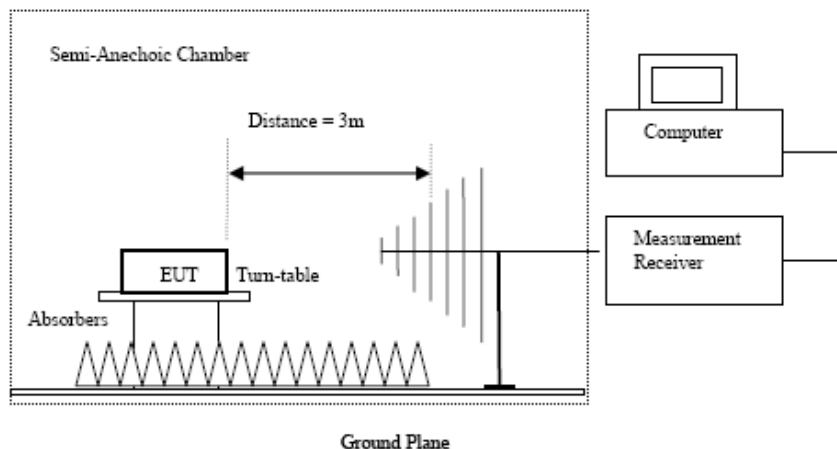 Semi-Anechoic Chamber
Distance = 3m
Computer
Measurement
Receiver
EUT
Turn-table
Absorbers
Ground Plane